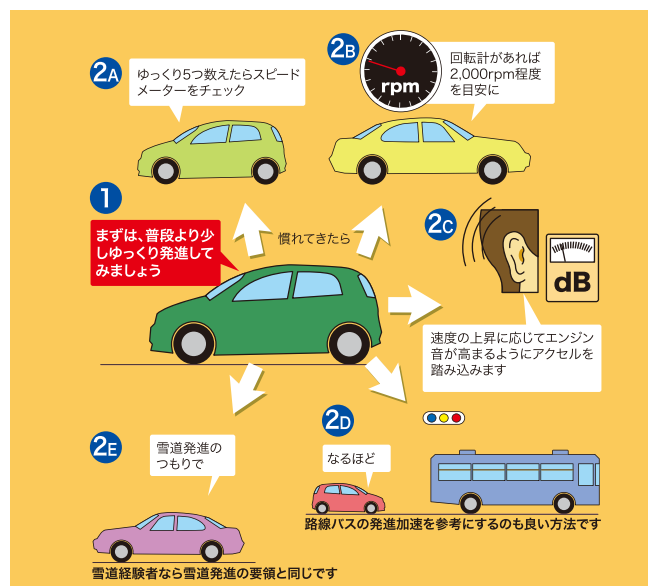 2A
ゆっくり5つ数えたらスピード
メーターをチェック
2B
rpm
回転計があれば
2,000rpm程度
を目安に
1
まずは、普段より少
しゆっくり発進して
みましょう
慣れてきたら
2C
dB
速度の上昇に応じてエンジン
音が高まるようにアクセルを
踏み込みます
2D
なるほど
路線バスの発進加速を参考にするのも良い方法です
2E
雪道発進の
つもりで
雪道経験者なら雪道発進の要領と同じです